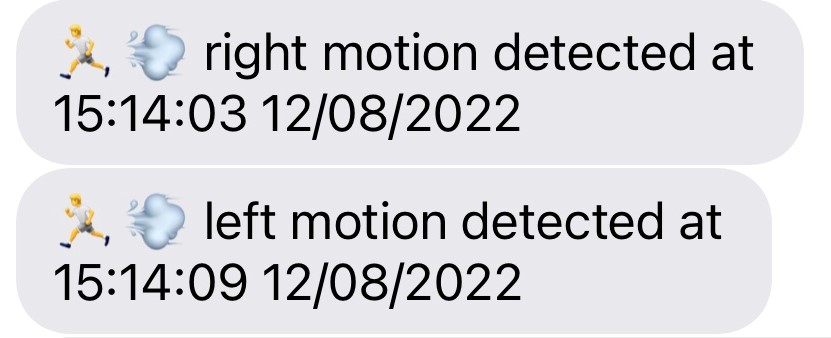 🏃💨 right motion detected at
15:14:03 12/08/2022
🏃💨 left motion detected at
15:14:09 12/08/2022